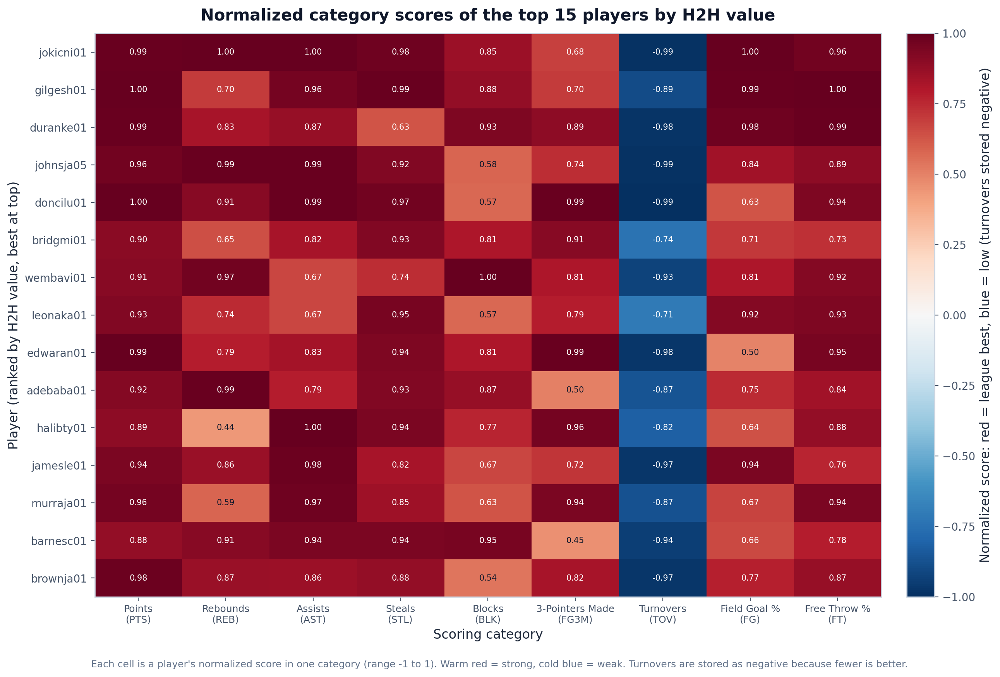 Normalized category scores of the top 15 players by H2H value
Player (ranked by H2H value, best at top)
jokicni01 0.99 1.00 1.00 0.98 0.85 0.68 -0.99 1.00 0.96
gilgesh01 1.00 0.70 0.96 0.99 0.88 0.70 -0.89 0.99 1.00
duranke01 0.99 0.83 0.87 0.63 0.93 0.89 -0.98 0.98 0.99
johnsja05 0.96 0.99 0.99 0.92 0.58 0.74 -0.99 0.84 0.89
doncilu01 1.00 0.91 0.99 0.97 0.57 0.99 -0.99 0.63 0.94
bridgmi01 0.90 0.65 0.82 0.93 0.81 0.91 -0.74 0.71 0.73
wembavi01 0.91 0.97 0.67 0.74 1.00 0.81 -0.93 0.81 0.92
leonaka01 0.93 0.74 0.67 0.95 0.57 0.79 -0.71 0.92 0.93
edwaran01 0.99 0.79 0.83 0.94 0.81 0.99 -0.98 0.50 0.95
adebaba01 0.92 0.99 0.79 0.93 0.87 0.50 -0.87 0.75 0.84
halibty01 0.89 0.44 1.00 0.94 0.77 0.96 -0.82 0.64 0.88
jamesle01 0.94 0.86 0.98 0.82 0.67 0.72 -0.97 0.94 0.76
murraja01 0.96 0.59 0.97 0.85 0.63 0.94 -0.87 0.67 0.94
barnesc01 0.88 0.91 0.94 0.94 0.95 0.45 -0.94 0.66 0.78
brownja01 0.98 0.87 0.86 0.88 0.54 0.82 -0.97 0.77 0.87
Points Rebounds Assists Steals Blocks 3-Pointers Made Turnovers Field Goal % Free Throw %
(PTS) (REB) (AST) (STL) (BLK) (FG3M) (TOV) (FG) (FT)
Scoring category
1.00
0.75
0.50
0.25
0.00
−0.25
−0.50
−0.75
−1.00
Normalized score: red = league best, blue = low (turnovers stored negative)
Each cell is a player's normalized score in one category (range -1 to 1). Warm red = strong, cold blue = weak. Turnovers are stored as negative because fewer is better.